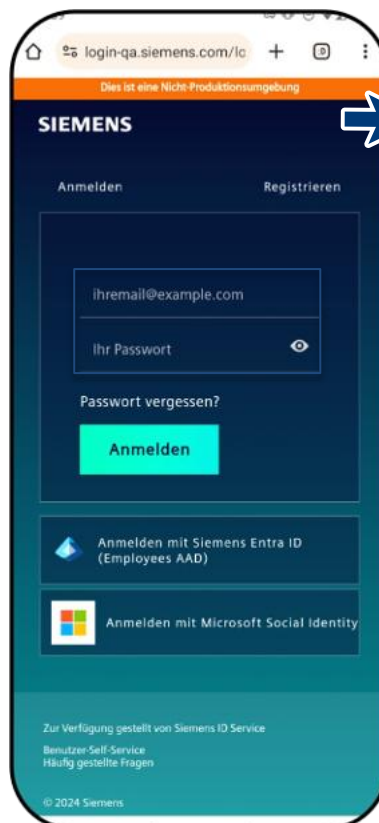 login-qa.siemens.com/lc
Dies ist eine Nicht-Produktionsumgebung
SIEMENS
Anmelden Registrieren
ihremail@example.com
Ihr Passwort
Passwort vergessen?
Anmelden
Anmelden mit Siemens Entra ID
(Employees AAD)
Anmelden mit Microsoft Social Identity
Zur Verfügung gestellt von Siemens ID Service
Benutzer-Self-Service
Häufig gestellte Fragen
© 2024 Siemens